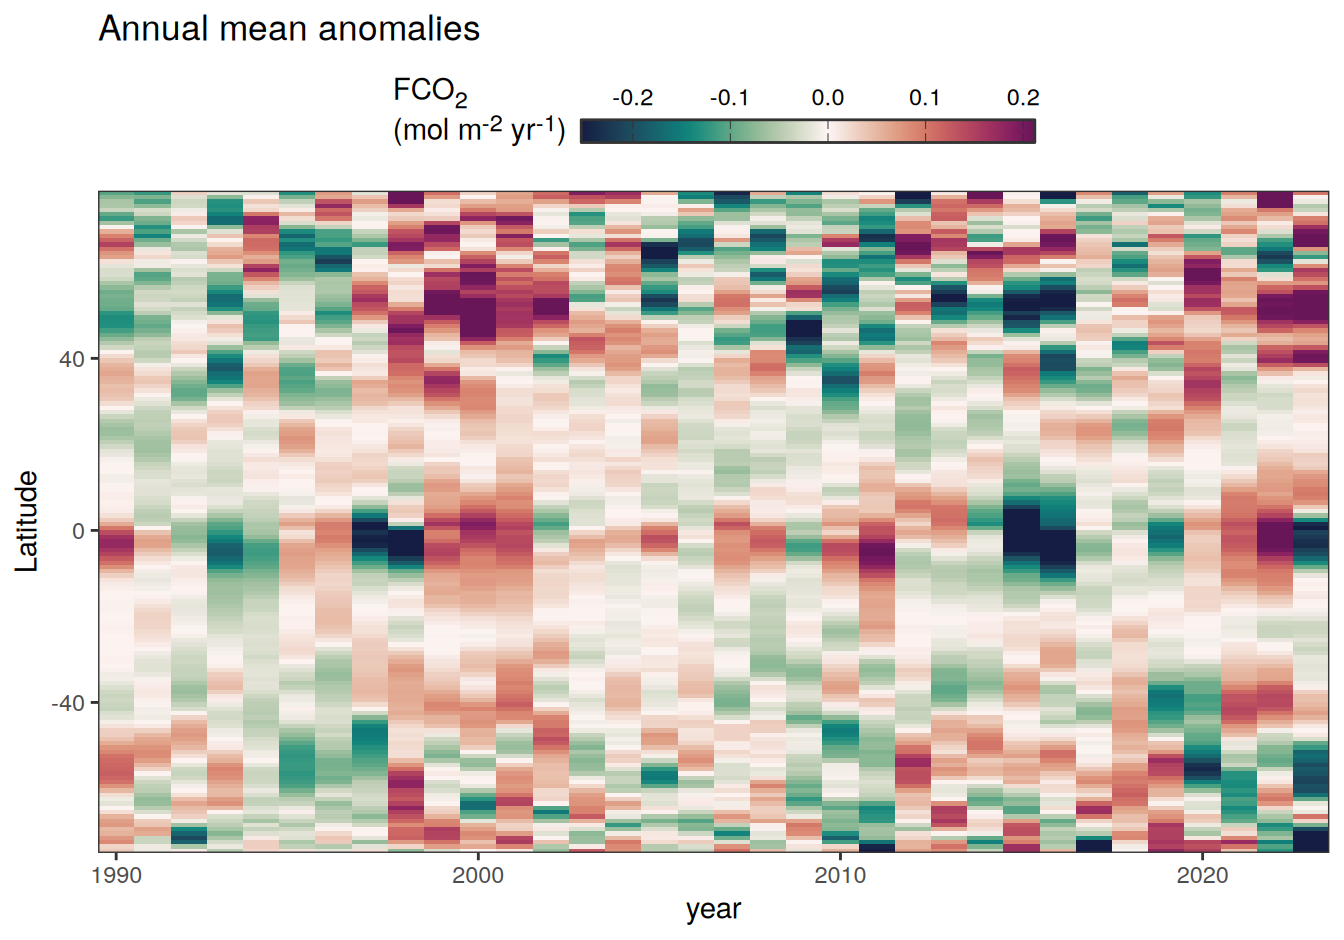 Annual mean anomalies
FCO₂
(mol m⁻² yr⁻¹)
-0.2 -0.1 0.0 0.1 0.2
Latitude
40
0
-40
1990 2000 2010 2020
year